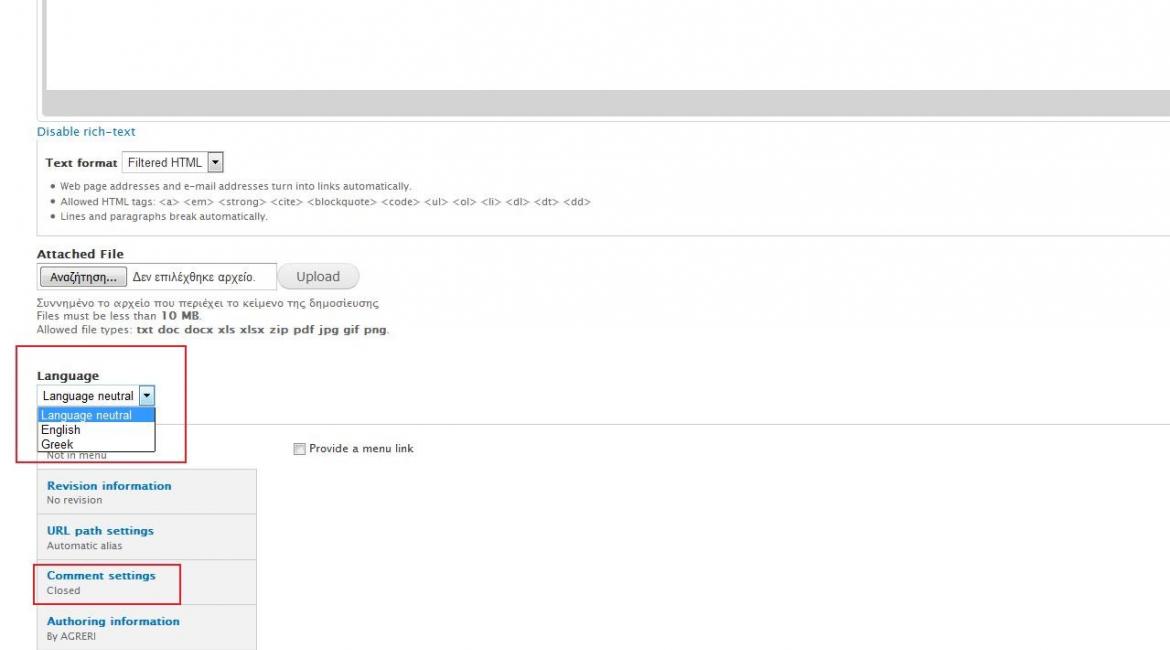 Disable rich-text
Text format Filtered HTML
Web page addresses and e-mail addresses turn into links automatically.
Allowed HTML tags: <a> <em> <strong> <cite> <blockquote> <code> <ul> <ol> <li> <dl> <dt> <dd>
Lines and paragraphs break automatically.
Attached File
Αναζήτηση... Δεν επιλέχθηκε αρχείο. Upload
Συννημένο το αρχείο που περιέχει το κείμενο της δημοσίευσης
Files must be less than 10 MB.
Allowed file types: txt doc docx xls xlsx zip pdf jpg gif png.
Language
Language neutral
Language neutral
English
Greek
Not in menu
Provide a menu link
Revision information
No revision
URL path settings
Automatic alias
Comment settings
Closed
Authoring information
By AGRERI